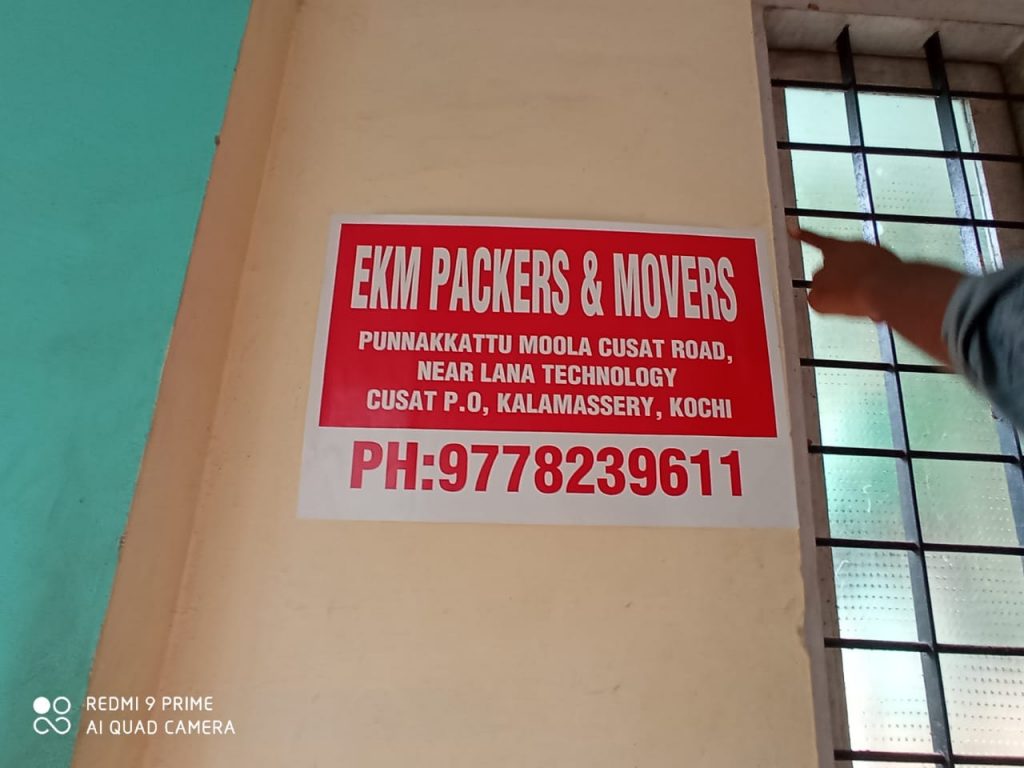 EKM PACKERS & MOVERS
PUNNAKKATTU MOOLA CUSAT ROAD,
NEAR LANA TECHNOLOGY
CUSAT P.O, KALAMASSERY, KOCHI
PH:9778239611
REDMI 9 PRIME
AI QUAD CAMERA